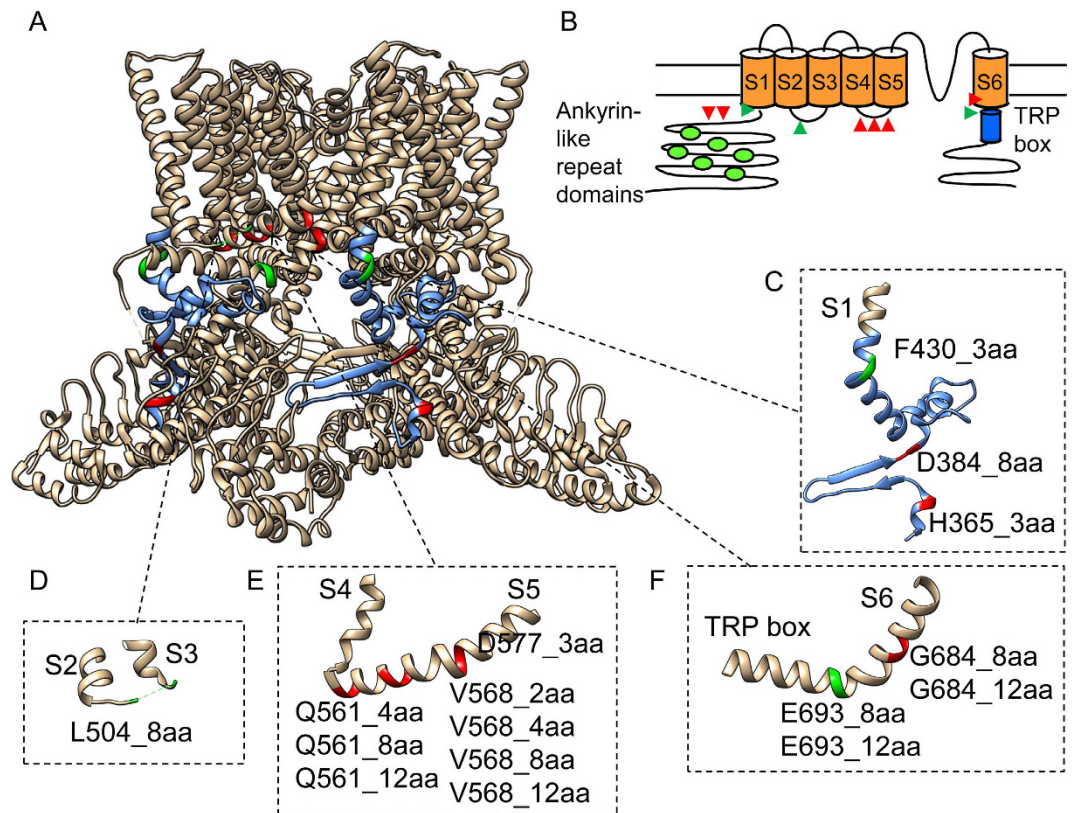 A
B
S1
S2
S3
S4
S5
S6
Ankyrin-
like
repeat
domains
TRP
box
C
S1
F430_3aa
D384_8aa
H365_3aa
D
S2
S3
L504_8aa
E
S4
S5
D577_3aa
Q561_4aa
Q561_8aa
Q561_12aa
V568_2aa
V568_4aa
V568_8aa
V568_12aa
F
S6
TRP box
G684_8aa
G684_12aa
E693_8aa
E693_12aa